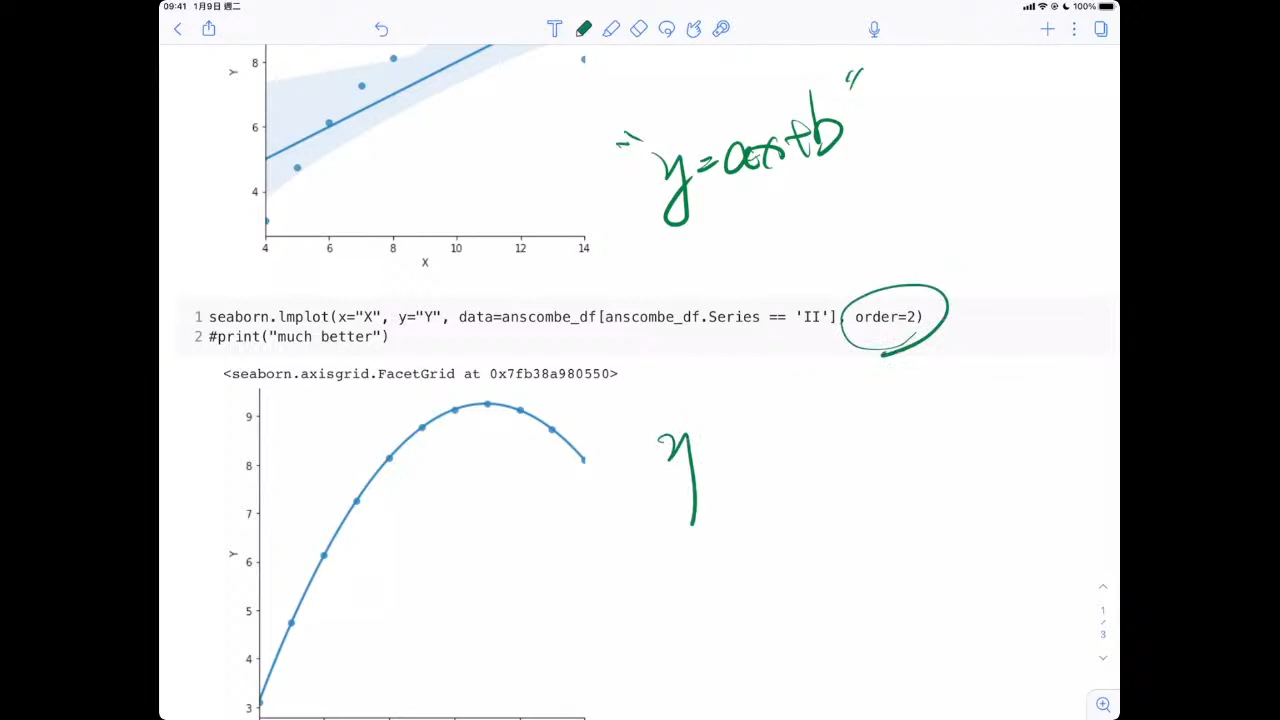 09:41 1月9日 週二
100%
8
Y
6
4
4 6 8 10 12 14
X
"y=ax+b"
1 seaborn.lmplot(x="X", y="Y", data=anscombe_df[anscombe_df.Series == 'II'], order=2)
2 #print("much better")
<seaborn.axisgrid.FacetGrid at 0x7fb38a980550>
9
8
7
Y
6
5
4
3
y
1
/
3